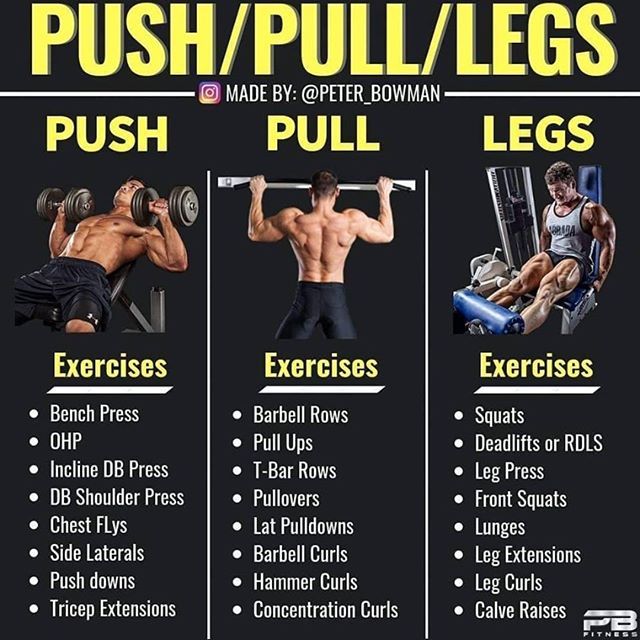 PUSH/PULL/LEGS
MADE BY: @PETER_BOWMAN
PUSH
Exercises
• Bench Press
• OHP
• Incline DB Press
• DB Shoulder Press
• Chest FLys
• Side Laterals
• Push downs
• Tricep Extensions
PULL
Exercises
• Barbell Rows
• Pull Ups
• T-Bar Rows
• Pullovers
• Lat Pulldowns
• Barbell Curls
• Hammer Curls
• Concentration Curls
LEGS
Exercises
• Squats
• Deadlifts or RDLS
• Leg Press
• Front Squats
• Lunges
• Leg Extensions
• Leg Curls
• Calve Raises
PB
FITNESS